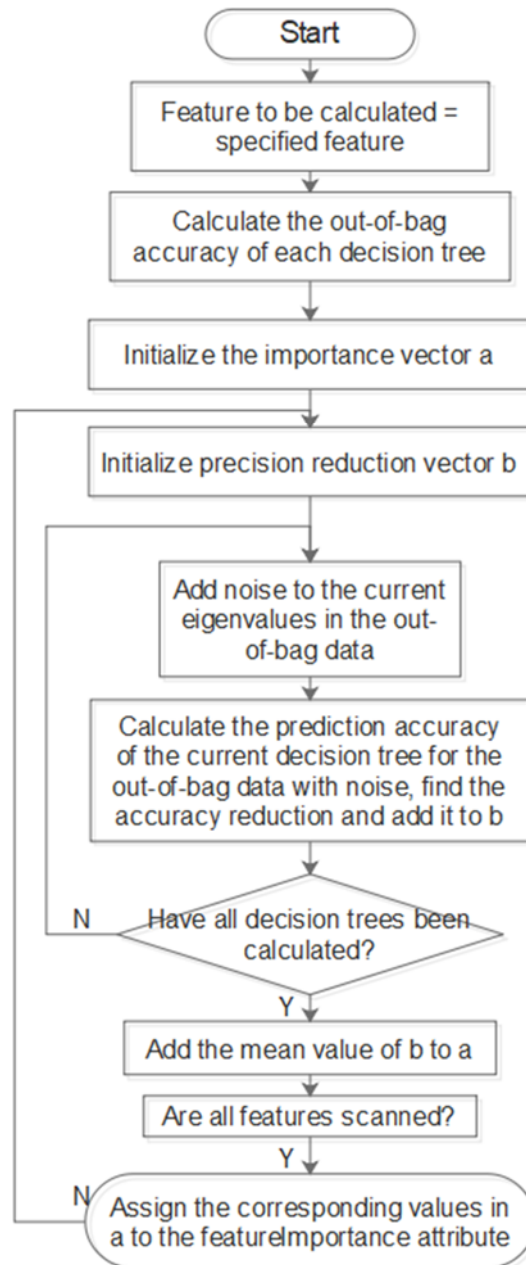 Start
Feature to be calculated =
specified feature
Calculate the out-of-bag
accuracy of each decision tree
Initialize the importance vector a
Initialize precision reduction vector b
Add noise to the current
eigenvalues in the out-
of-bag data
Calculate the prediction accuracy
of the current decision tree for the
out-of-bag data with noise, find the
accuracy reduction and add it to b
N
Have all decision trees been
calculated?
Y
Add the mean value of b to a
Are all features scanned?
Y
N
Assign the corresponding values in
a to the featureImportance attribute